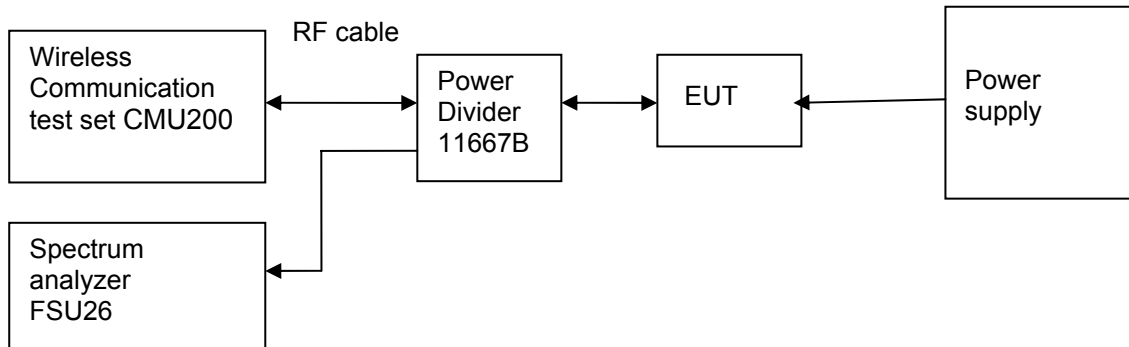 RF cable
Wireless
Communication
test set CMU200
Power
Divider
11667B
EUT
Power
supply
Spectrum
analyzer
FSU26